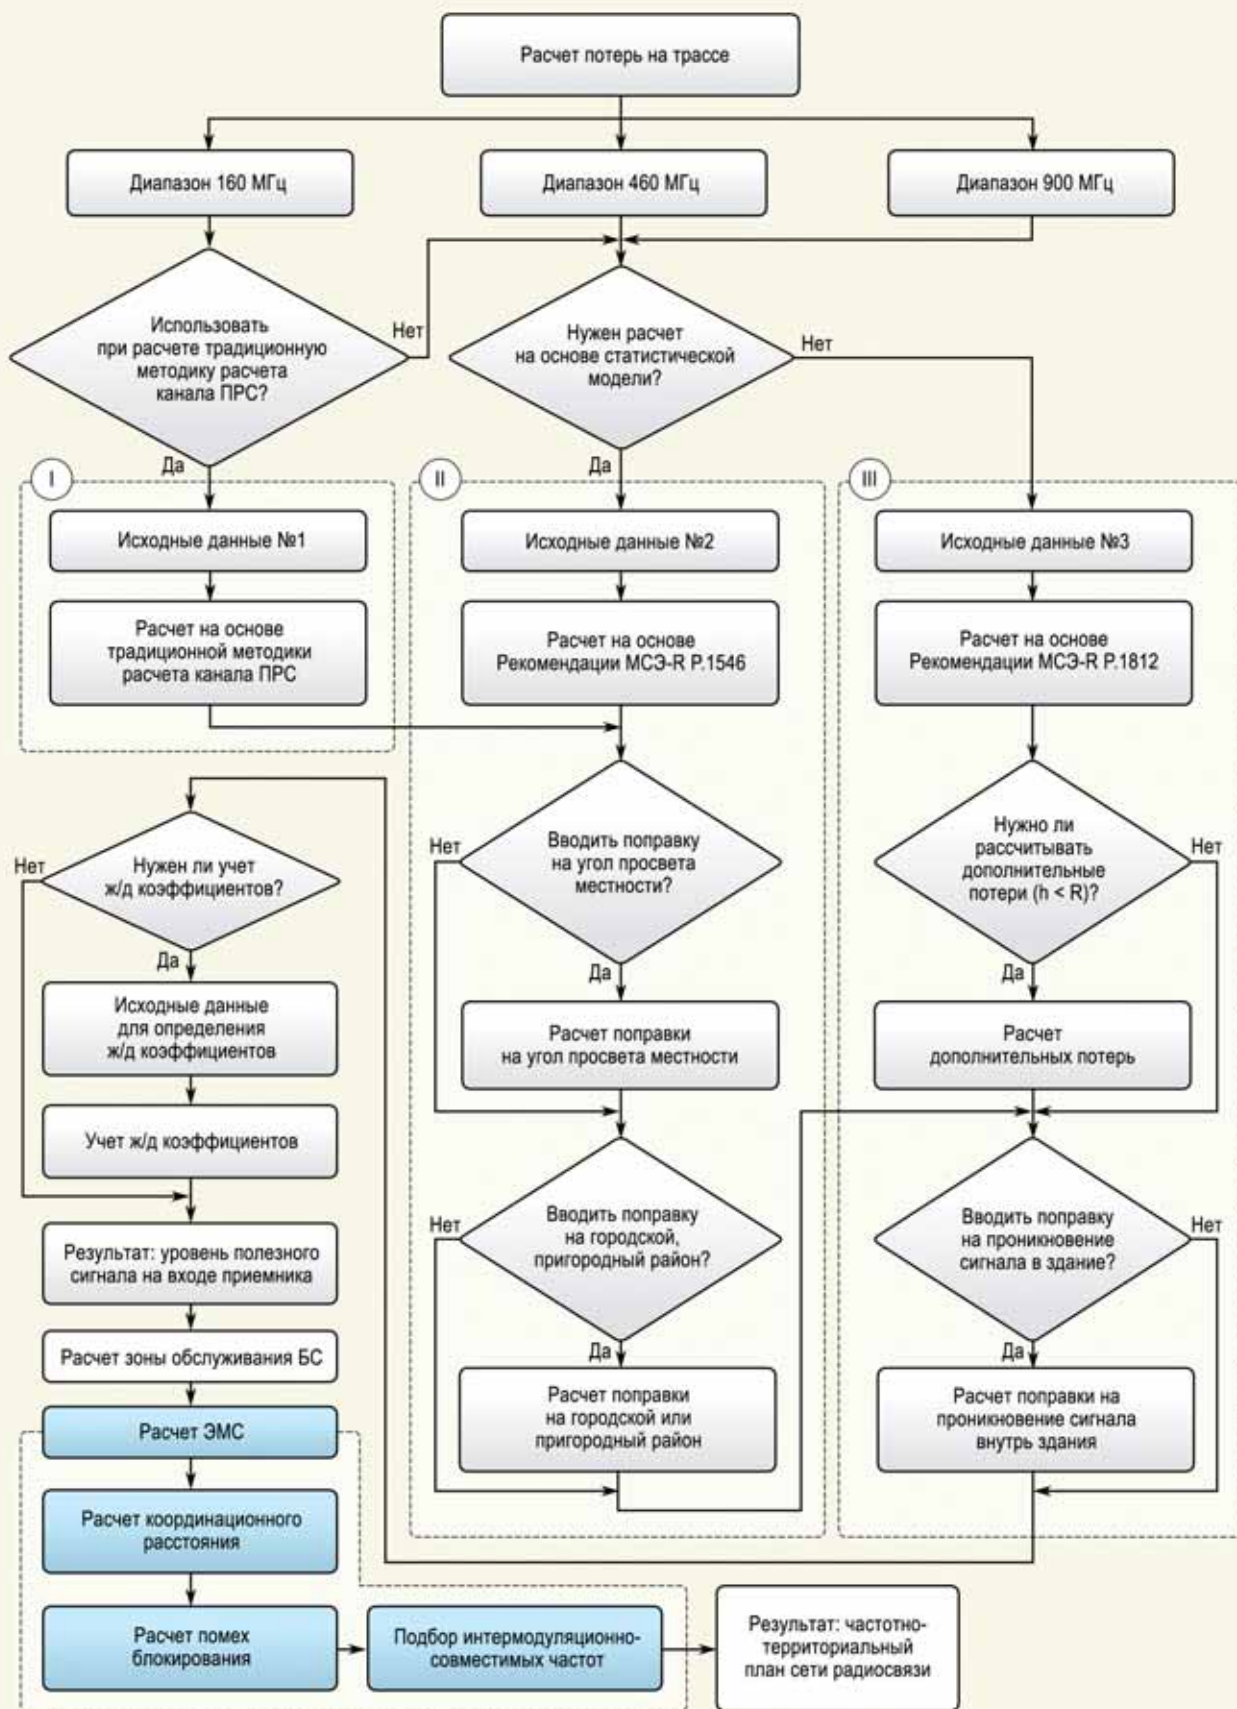 Расчет потерь на трассе
Диапазон 160 МГц
Диапазон 460 МГц
Диапазон 900 МГц
Использовать
при расчете традиционную
методику расчета
канала ПРС?
Нет
Нужен расчет
на основе статистической
модели?
Нет
Да
Да
I
II
III
Исходные данные №1
Исходные данные №2
Исходные данные №3
Расчет на основе
традиционной методики
расчета канала ПРС
Расчет на основе
Рекомендации МСЭ-R P.1546
Расчет на основе
Рекомендации МСЭ-R P.1812
Нет
Нужен ли учет
ж/д коэффициентов?
Да
Нет
Вводить поправку
на угол просвета
местности?
Да
Нужно ли
рассчитывать
дополнительные
потери (h < R)?
Нет
Да
Исходные данные
для определения
ж/д коэффициентов
Расчет поправки
на угол просвета местности
Расчет
дополнительных потерь
Учет ж/д коэффициентов
Нет
Вводить поправку
на городской,
пригородный район?
Да
Вводить поправку
на проникновение
сигнала в здание?
Нет
Да
Результат: уровень полезного
сигнала на входе приемника
Расчет зоны обслуживания БС
Расчет поправки
на городской или
пригородный район
Расчет поправки на
проникновение сигнала
внутрь здания
Расчет ЭМС
Расчет координационного
расстояния
Расчет помех
блокирования
Подбор интермодуляционно-
совместимых частот
Результат: частотно-
территориальный
план сети радиосвязи